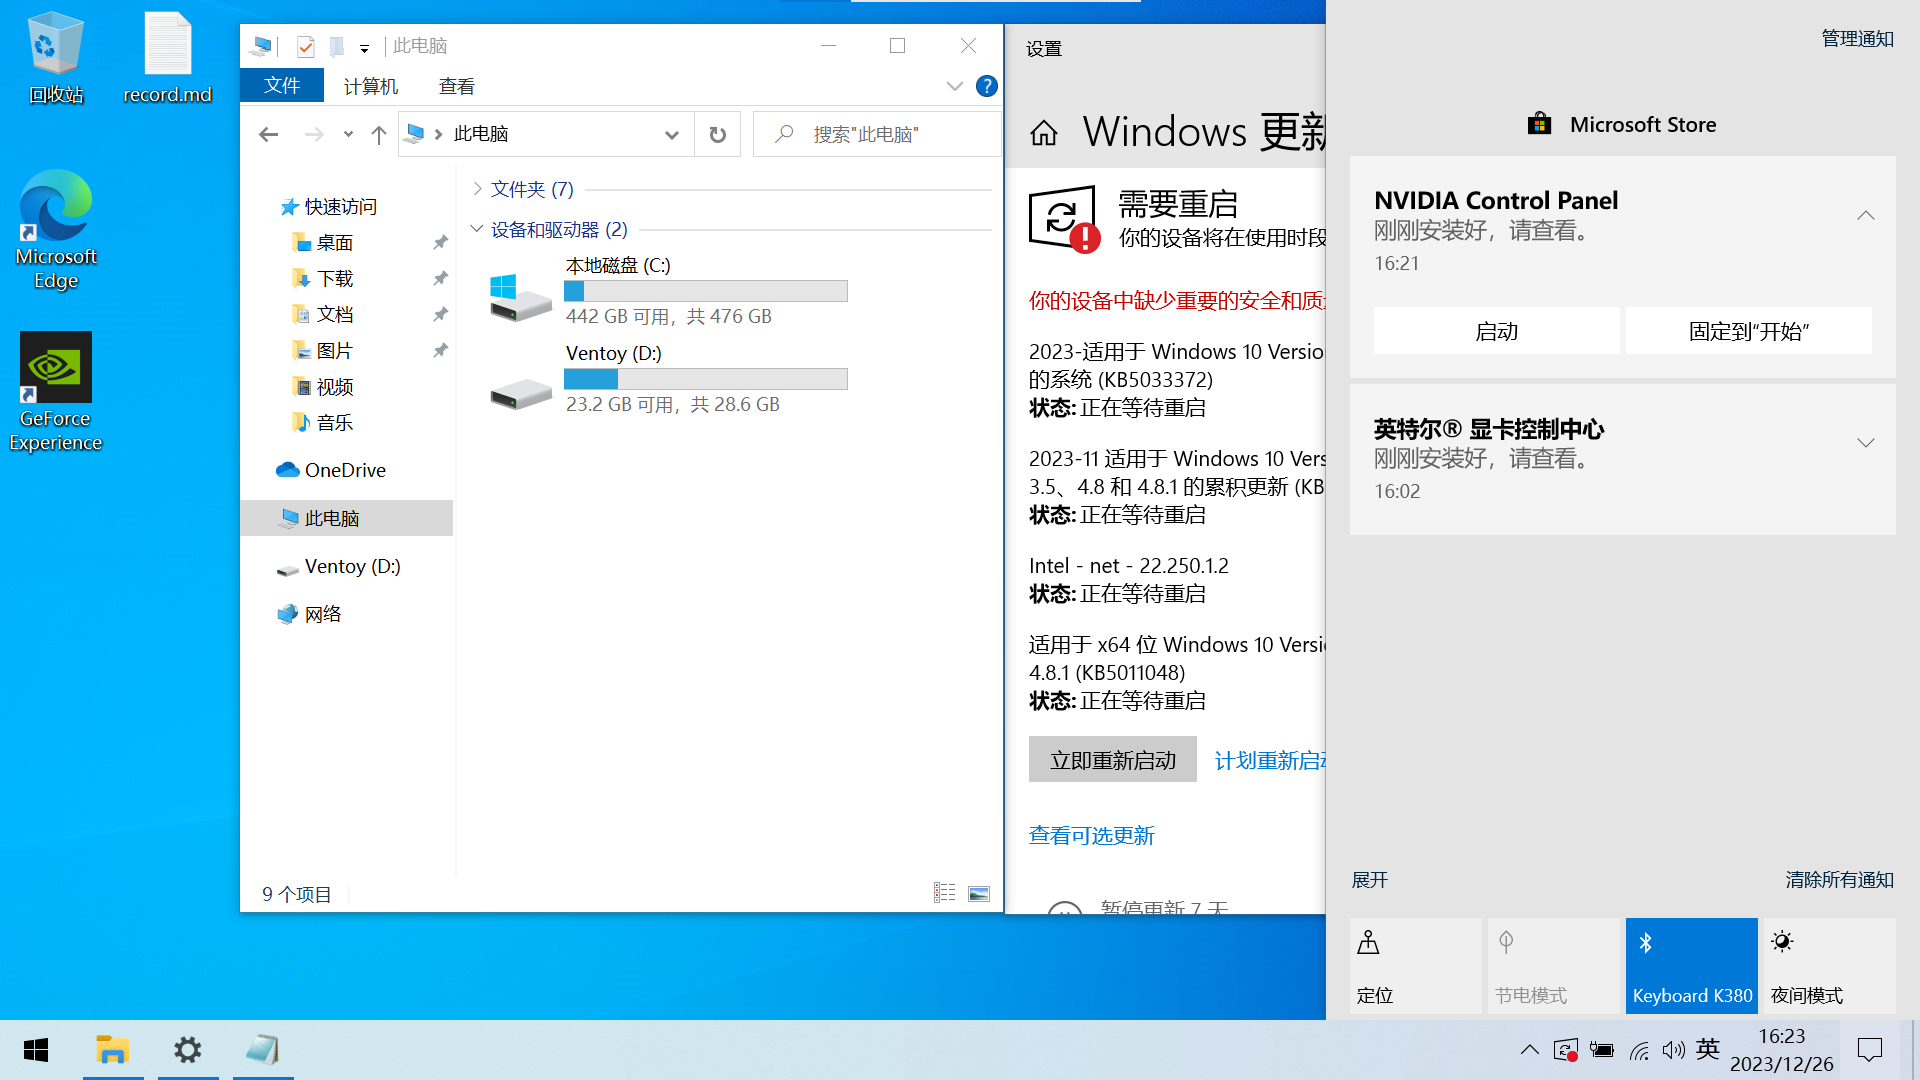 回收站
record.md
Microsoft
Edge
GeForce
Experience
此电脑
文件
计算机
查看
此电脑
搜索"此电脑"
快速访问
桌面
下载
文档
图片
视频
音乐
OneDrive
此电脑
Ventoy (D:)
网络
文件夹 (7)
设备和驱动器 (2)
本地磁盘 (C:)
442 GB 可用，共 476 GB
Ventoy (D:)
23.2 GB 可用，共 28.6 GB
9 个项目
设置
Windows 更新
需要重启
你的设备将在使用时段
你的设备中缺少重要的安全和质
2023-适用于 Windows 10 Version
的系统 (KB5033372)
状态: 正在等待重启
2023-11 适用于 Windows 10 Vers
3.5、4.8 和 4.8.1 的累积更新 (KB
状态: 正在等待重启
Intel - net - 22.250.1.2
状态: 正在等待重启
适用于 x64 位 Windows 10 Versi
4.8.1 (KB5011048)
状态: 正在等待重启
立即重新启动
计划重新启动
查看可选更新
暂停更新 7 天
管理通知
Microsoft Store
NVIDIA Control Panel
刚刚安装好，请查看。
16:21
启动
固定到“开始”
英特尔® 显卡控制中心
刚刚安装好，请查看。
16:02
展开
清除所有通知
定位
节电模式
Keyboard K380
夜间模式
英
16:23
2023/12/26